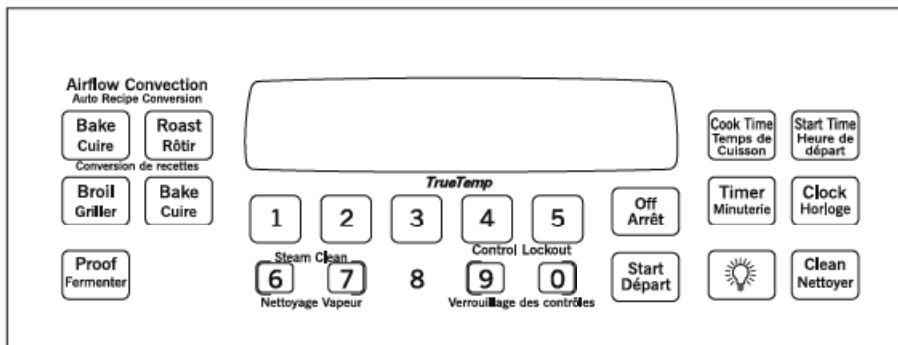 Airflow Convection
Auto Recipe Conversion
Bake
Cuire
Roast
Rôtir
Conversion de recettes
Broil
Griller
Bake
Cuire
Proof
Fermenter
TrueTemp
1 2 3 4 5
Steam Clean
Control Lockout
6 7 8 9 0
Nettoyage Vapeur
Verrouillage des contrôles
Off
Arrêt
Start
Départ
Cook Time
Temps de
Cuisson
Start Time
Heure de
départ
Timer
Minuterie
Clock
Horloge
Clean
Nettoyer